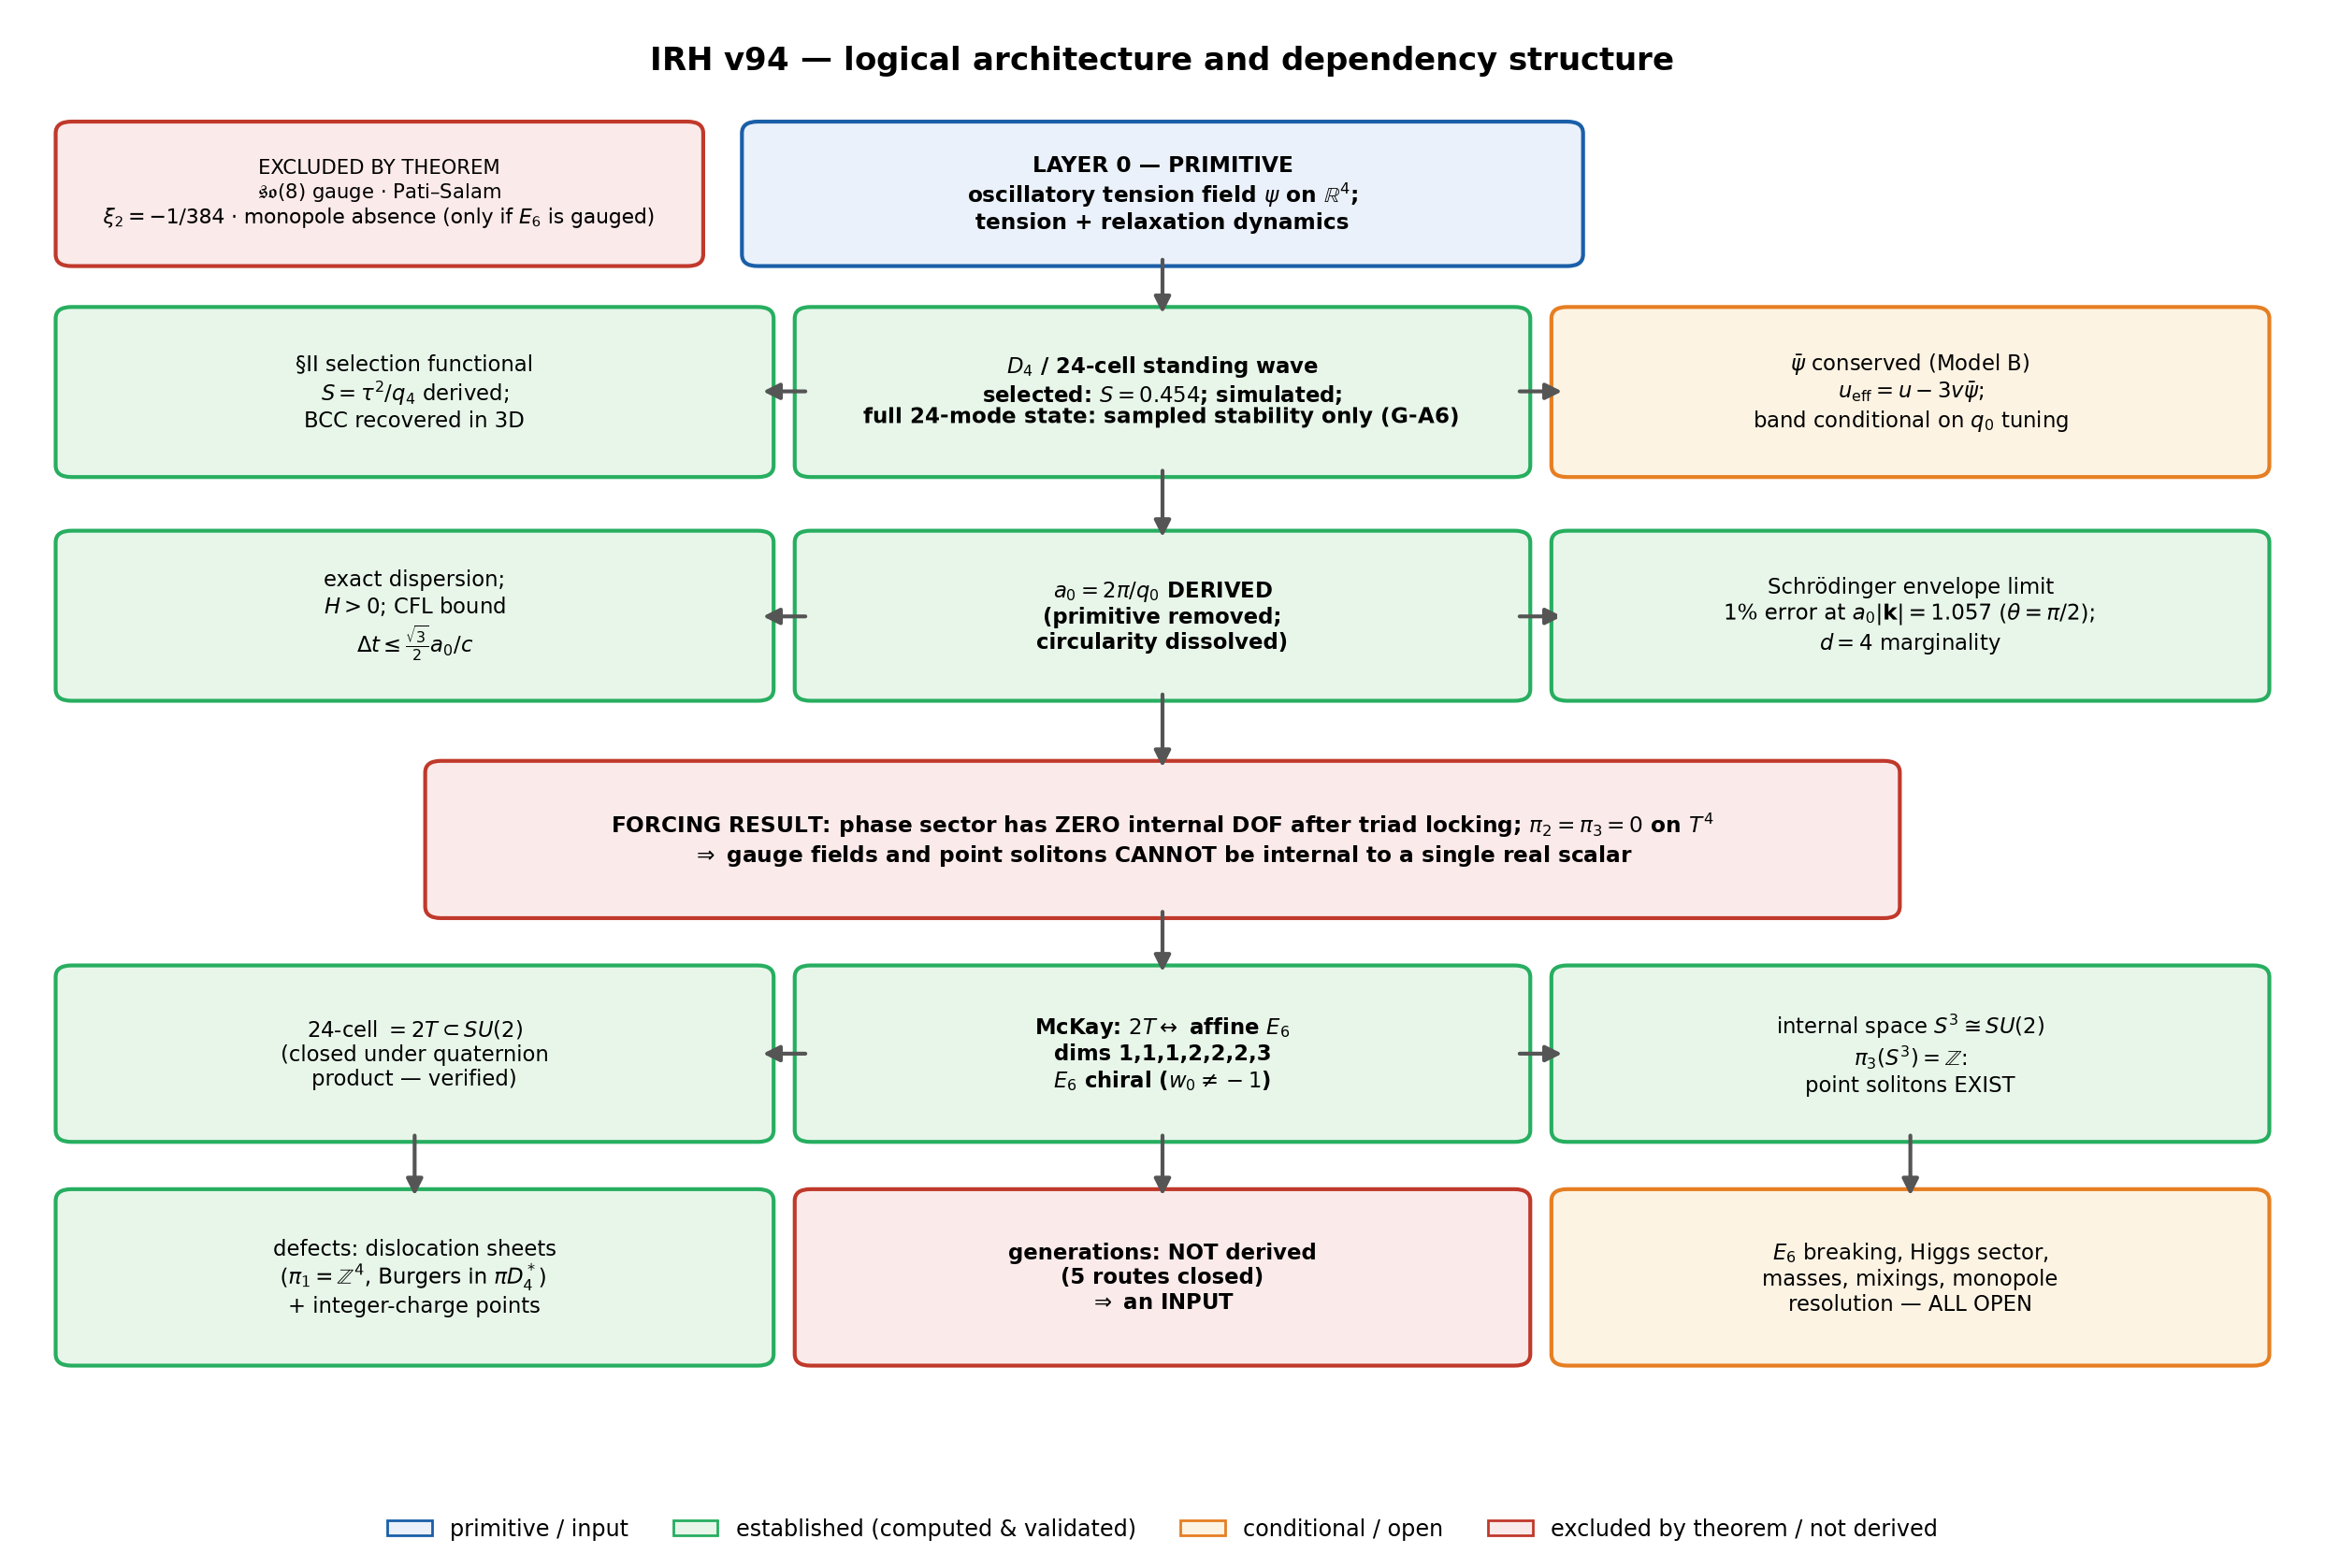 IRH v94 — logical architecture and dependency structure
EXCLUDED BY THEOREM
𝔰𝔬(8) gauge · Pati–Salam
ξ₂ = −1/384 · monopole absence (only if E₆ is gauged)
LAYER 0 — PRIMITIVE
oscillatory tension field ψ on ℝ⁴;
tension + relaxation dynamics
§II selection functional
S = τ²/q₄ derived;
BCC recovered in 3D
D₄ / 24-cell standing wave
selected: S = 0.454; simulated;
full 24-mode state: sampled stability only (G-A6)
ψ̄ conserved (Model B)
u_eff = u − 3vψ̄;
band conditional on q₀ tuning
exact dispersion;
H > 0; CFL bound
Δt ≤ √3/2 a₀/c
a₀ = 2π/q₀ DERIVED
(primitive removed;
circularity dissolved)
Schrödinger envelope limit
1% error at a₀|k| = 1.057 (θ = π/2);
d = 4 marginality
FORCING RESULT: phase sector has ZERO internal DOF after triad locking; π₂ = π₃ = 0 on T⁴
⇒ gauge fields and point solitons CANNOT be internal to a single real scalar
24-cell = 2T ⊂ SU(2)
(closed under quaternion
product — verified)
McKay: 2T ↔ affine E₆
dims 1,1,1,2,2,2,3
E₆ chiral (w₀ ≠ −1)
internal space S³ ≅ SU(2)
π₃(S³) = ℤ:
point solitons EXIST
defects: dislocation sheets
(π₁ = ℤ⁴, Burgers in πD₄*)
+ integer-charge points
generations: NOT derived
(5 routes closed)
⇒ an INPUT
E₆ breaking, Higgs sector,
masses, mixings, monopole
resolution — ALL OPEN
primitive / input
established (computed & validated)
conditional / open
excluded by theorem / not derived